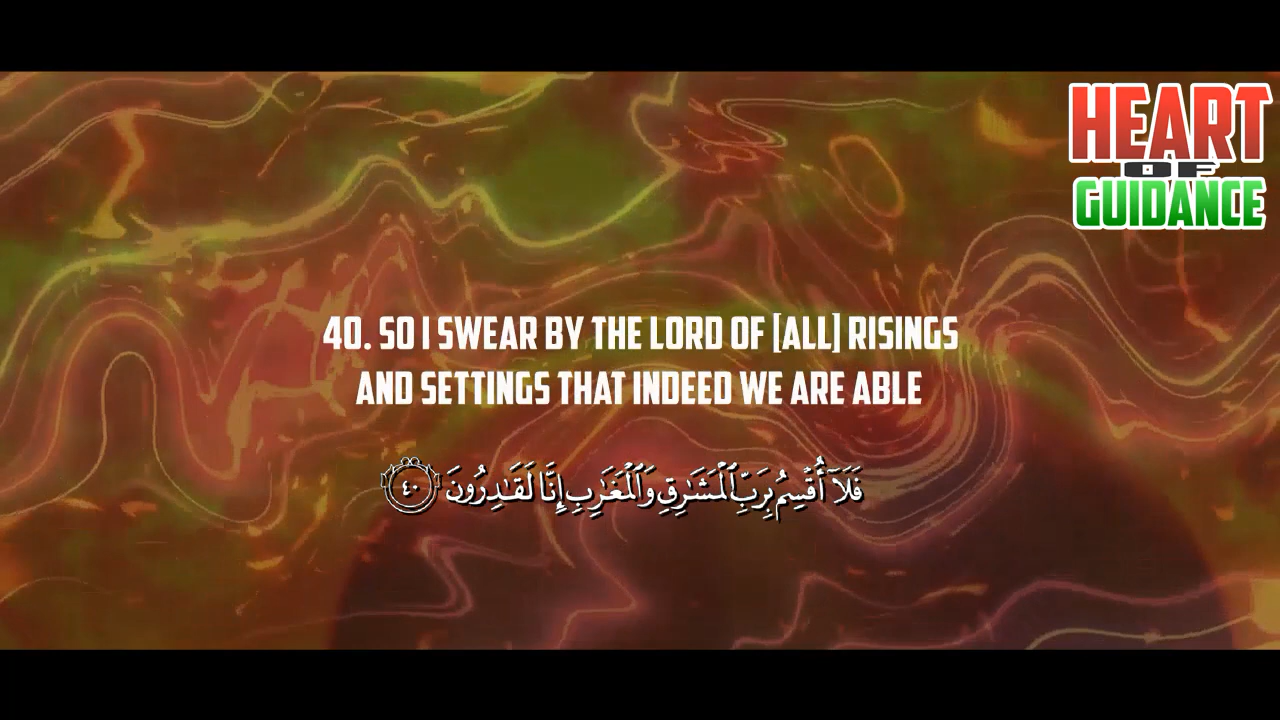 HEART
OF
GUIDANCE
40. SO I SWEAR BY THE LORD OF [ALL] RISINGS
AND SETTINGS THAT INDEED WE ARE ABLE
فَلَآ أُقْسِمُ بِرَبِّ ٱلْمَشَٰرِقِ وَٱلْمَغَٰرِبِ إِنَّا لَقَٰدِرُونَ ٤٠